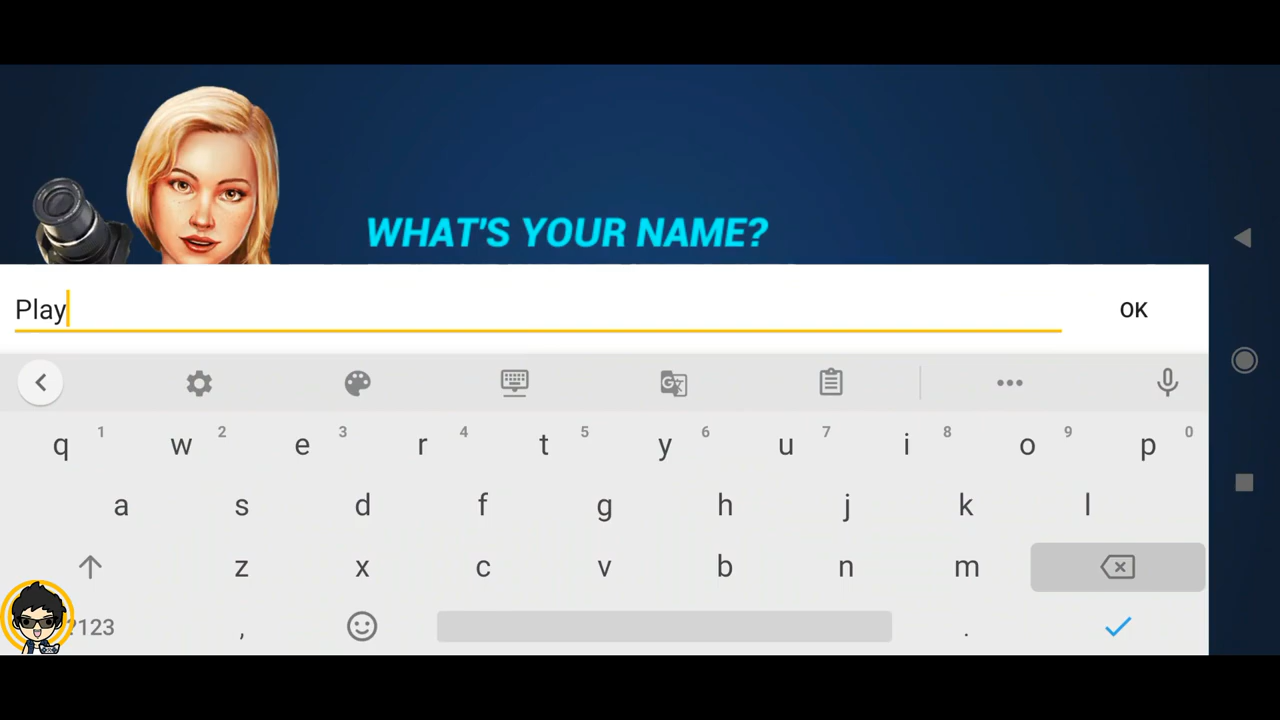 WHAT'S YOUR NAME?
Play
OK
q 1 w 2 e 3 r 4 t 5 y 6 u 7 i 8 o 9 p 0
a s d f g h j k l
z x c v b n m
?123 , .